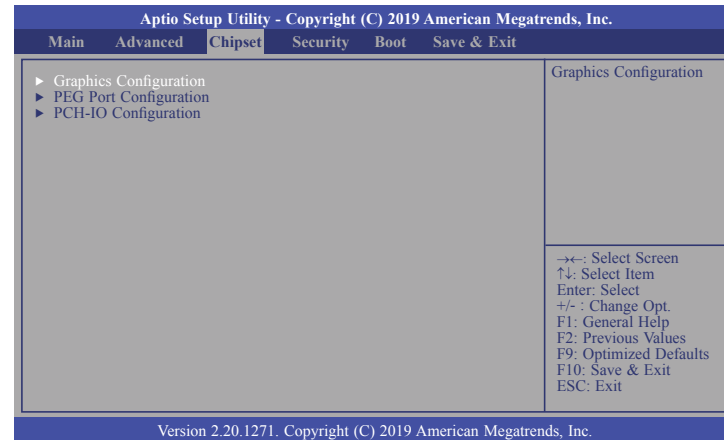 Aptio Setup Utility - Copyright (C) 2019 American Megatrends, Inc.
Main Advanced Chipset Security Boot Save & Exit
► Graphics Configuration
► PEG Port Configuration
► PCH-IO Configuration
Graphics Configuration
→←: Select Screen
↑↓: Select Item
Enter: Select
+/- : Change Opt.
F1: General Help
F2: Previous Values
F9: Optimized Defaults
F10: Save & Exit
ESC: Exit
Version 2.20.1271. Copyright (C) 2019 American Megatrends, Inc.